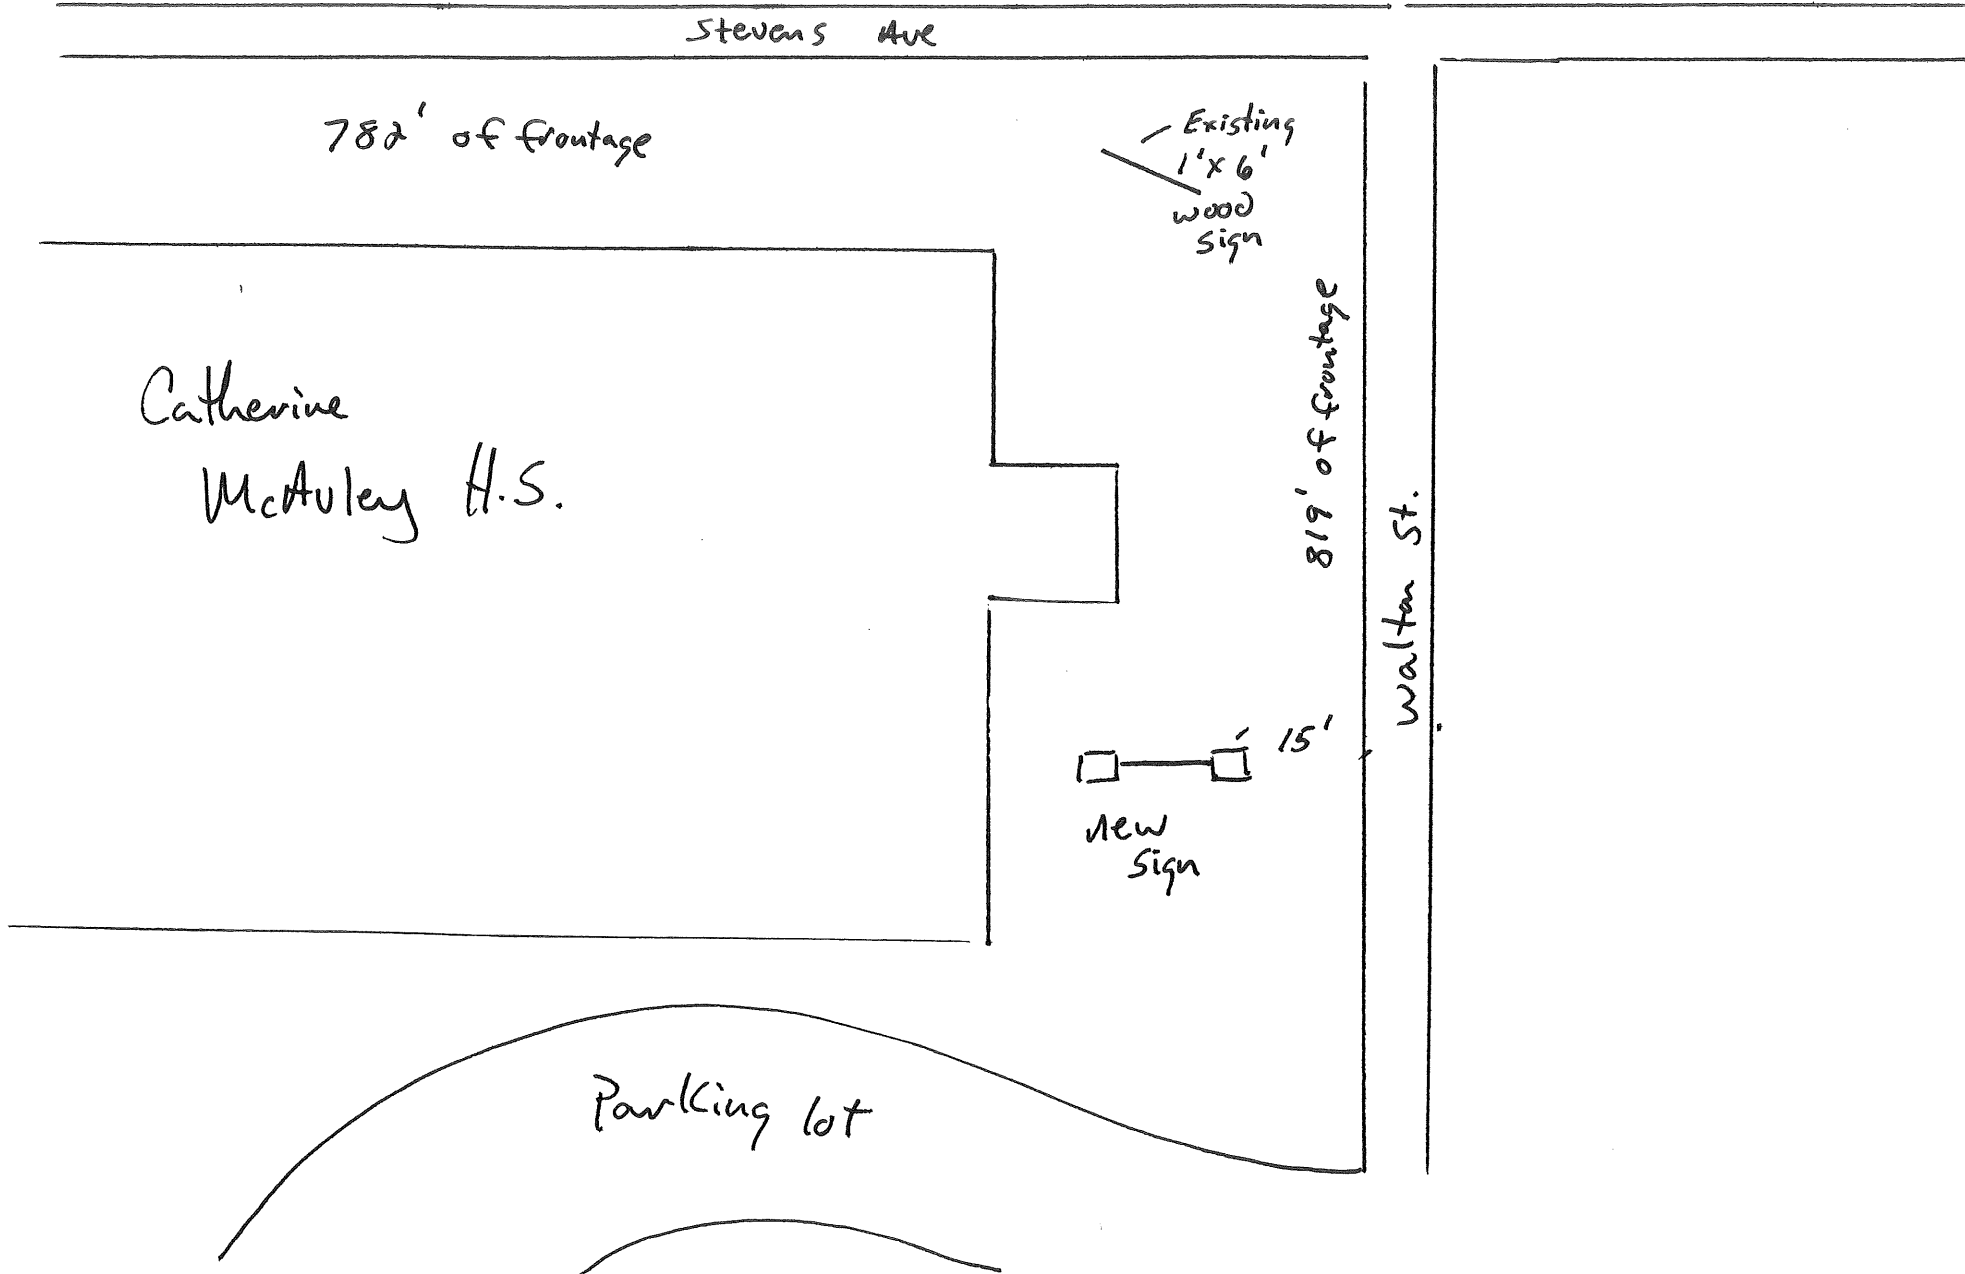 Stevens Ave
782' of frontage
Existing
1'x 6'
wood
sign
819' of frontage
Walton St.
Catherine
McAuley H.S.
15'
new
sign
Parking lot